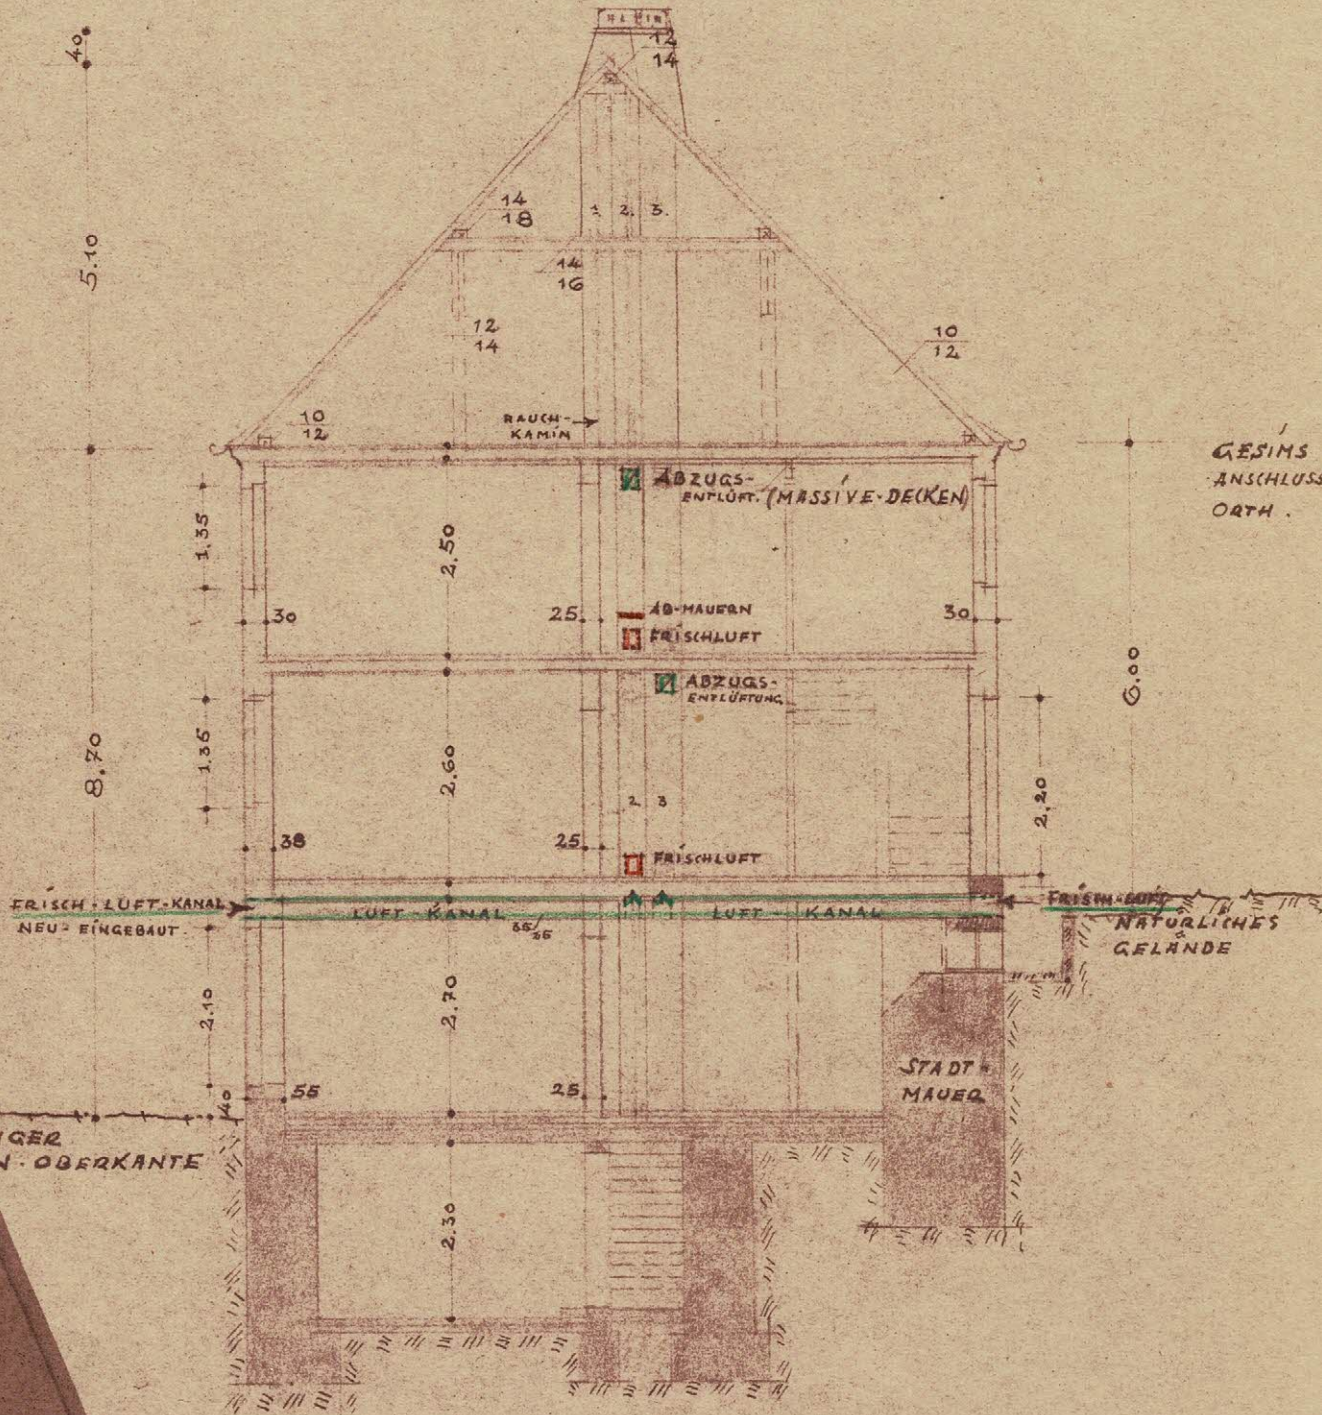 40
12
14
5.10
14
18
1. 2. 3.
14
16
12
14
10
12
10
12
RAUCH-
KAMIN
ABZUGS-
ENTLÜFT. (MASSIVE-DECKEN)
GESIMS
ANSCHLUSS
ORTH.
1.35
2.50
30
25
AB-MAUERN
30
FRISCHLUFT
ABZUGS-
ENTLÜFTUNG
6.00
8.70
1.35
2.60
2 3
2.20
38
25
FRISCHLUFT
FRISCH-LUFT-KANAL
NEU-EINGEBAUT.
LUFT-KANAL
LUFT-KANAL
FRISCH-LUFT
NATÜRLICHES
GELÄNDE
2.10
2.70
STADT-
MAUER
40
55
25
IGER
N-OBERKANTE
2.30